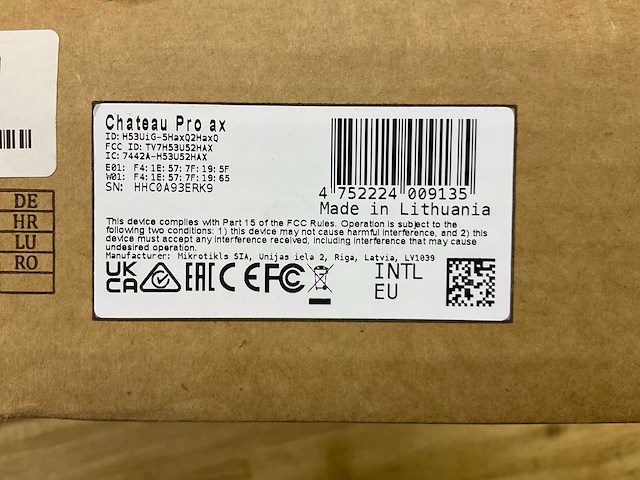 Chateau Pro ax
ID: H53UiG-5HaxQ2HaxQ
FCC ID: TV7H53U52HAX
IC: 7442A-H53U52HAX
E01: F4:1E:57:7F:19:5F
W01: F4:1E:57:7F:19:65
SN: HHC0A93ERK9
4 752224 009135
Made in Lithuania
This device complies with Part 15 of the FCC Rules. Operation is subject to the
following two conditions: 1) this device may not cause harmful interference, and 2) this
device must accept any interference received, including interference that may cause
undesired operation.
Manufacturer: Mikrotikls SIA, Unijas iela 2, Riga, Latvia, LV1039
UK CA EAC CE FC INTL
EU
DE
HR
LU
RO